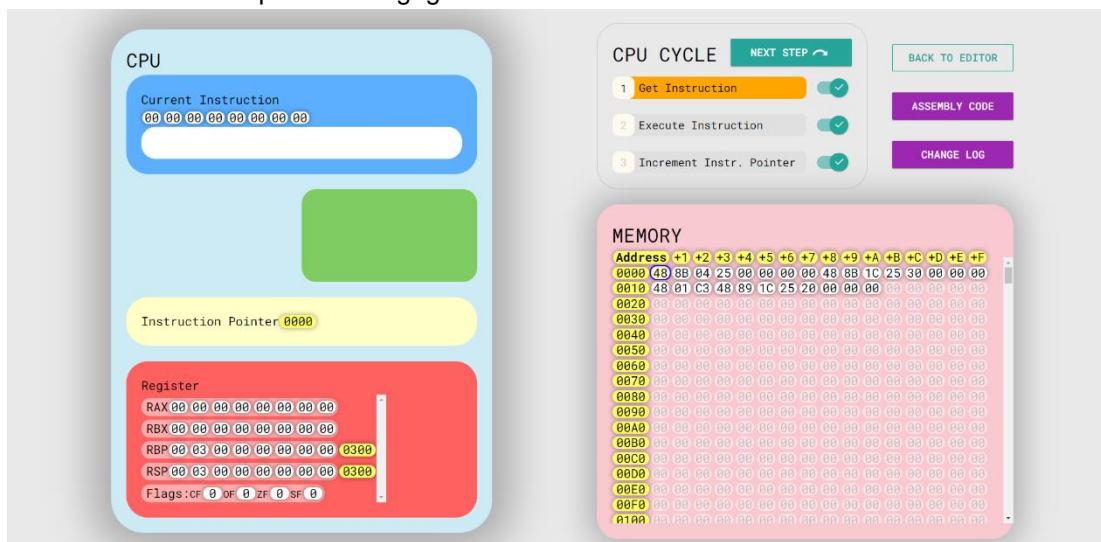 CPU
Current Instruction
00 00 00 00 00 00 00 00
Instruction Pointer 0000
Register
RAX 00 00 00 00 00 00 00 00
RBX 00 00 00 00 00 00 00 00
RBP 00 03 00 00 00 00 00 00 0300
RSP 00 03 00 00 00 00 00 00 0300
Flags: CF 0 OF 0 ZF 0 SF 0
CPU CYCLE NEXT STEP
1 Get Instruction
2 Execute Instruction
3 Increment Instr. Pointer
BACK TO EDITOR
ASSEMBLY CODE
CHANGE LOG
MEMORY
Address +1 +2 +3 +4 +5 +6 +7 +8 +9 +A +B +C +D +E +F
0000 48 8B 04 25 00 00 00 00 48 8B 1C 25 30 00 00 00
0010 48 01 C3 48 89 1C 25 20 00 00 00 00 00 00 00 00
0020 00 00 00 00 00 00 00 00 00 00 00 00 00 00 00 00
0030 00 00 00 00 00 00 00 00 00 00 00 00 00 00 00 00
0040 00 00 00 00 00 00 00 00 00 00 00 00 00 00 00 00
0050 00 00 00 00 00 00 00 00 00 00 00 00 00 00 00 00
0060 00 00 00 00 00 00 00 00 00 00 00 00 00 00 00 00
0070 00 00 00 00 00 00 00 00 00 00 00 00 00 00 00 00
0080 00 00 00 00 00 00 00 00 00 00 00 00 00 00 00 00
0090 00 00 00 00 00 00 00 00 00 00 00 00 00 00 00 00
00A0 00 00 00 00 00 00 00 00 00 00 00 00 00 00 00 00
00B0 00 00 00 00 00 00 00 00 00 00 00 00 00 00 00 00
00C0 00 00 00 00 00 00 00 00 00 00 00 00 00 00 00 00
00D0 00 00 00 00 00 00 00 00 00 00 00 00 00 00 00 00
00E0 00 00 00 00 00 00 00 00 00 00 00 00 00 00 00 00
00F0 00 00 00 00 00 00 00 00 00 00 00 00 00 00 00 00
0100 00 00 00 00 00 00 00 00 00 00 00 00 00 00 00 00